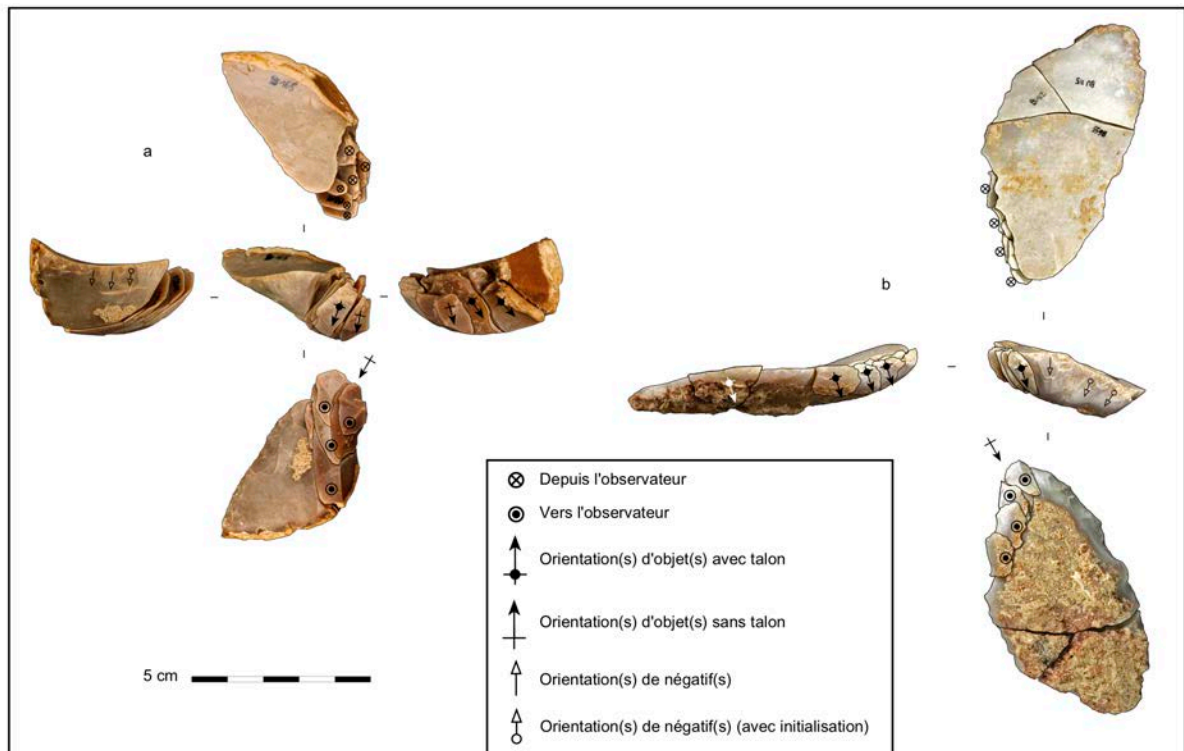 a
b
Depuis l'observateur
Vers l'observateur
Orientation(s) d'objet(s) avec talon
Orientation(s) d'objet(s) sans talon
Orientation(s) de négatif(s)
Orientation(s) de négatif(s) (avec initialisation)
5 cm